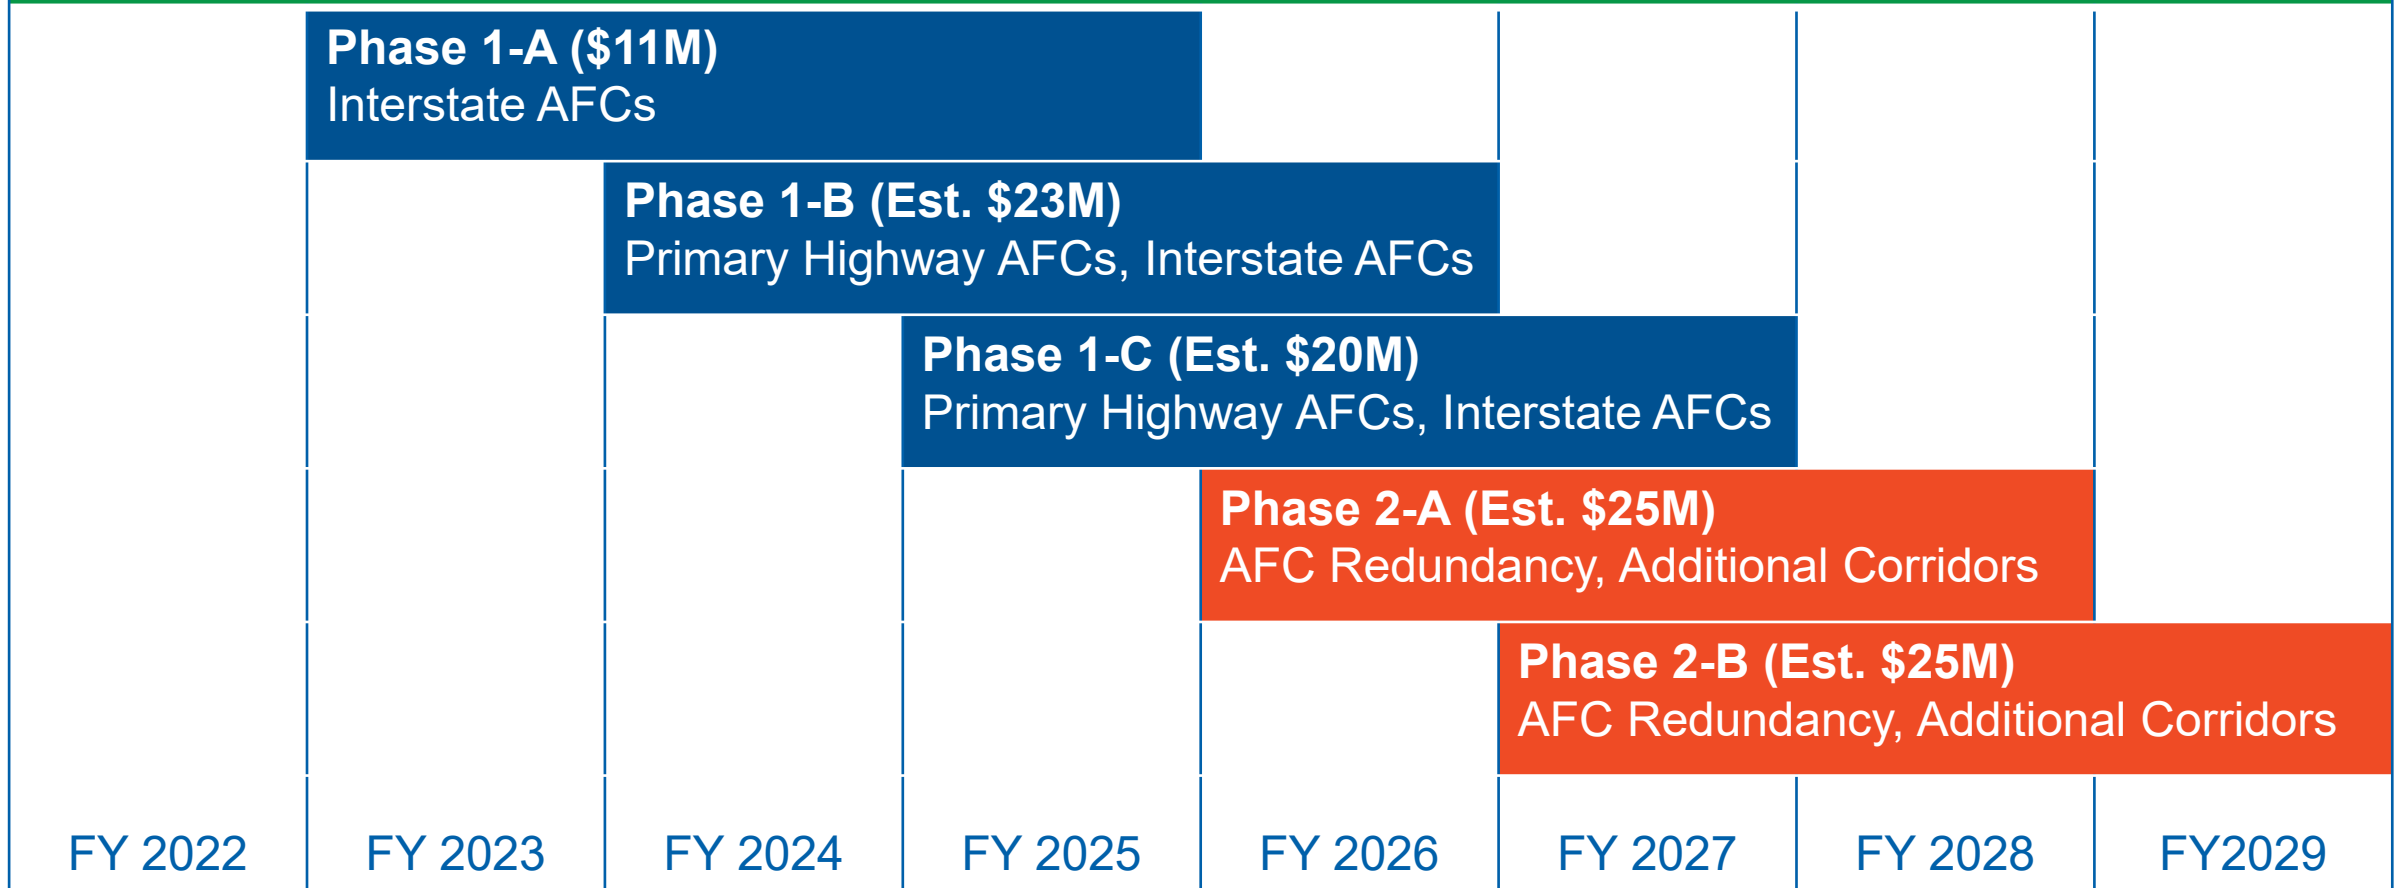 Phase 1-A ($11M)
Interstate AFCs
Phase 1-B (Est. $23M)
Primary Highway AFCs, Interstate AFCs
Phase 1-C (Est. $20M)
Primary Highway AFCs, Interstate AFCs
Phase 2-A (Est. $25M)
AFC Redundancy, Additional Corridors
Phase 2-B (Est. $25M)
AFC Redundancy, Additional Corridors
FY 2022 FY 2023 FY 2024 FY 2025 FY 2026 FY 2027 FY 2028 FY2029